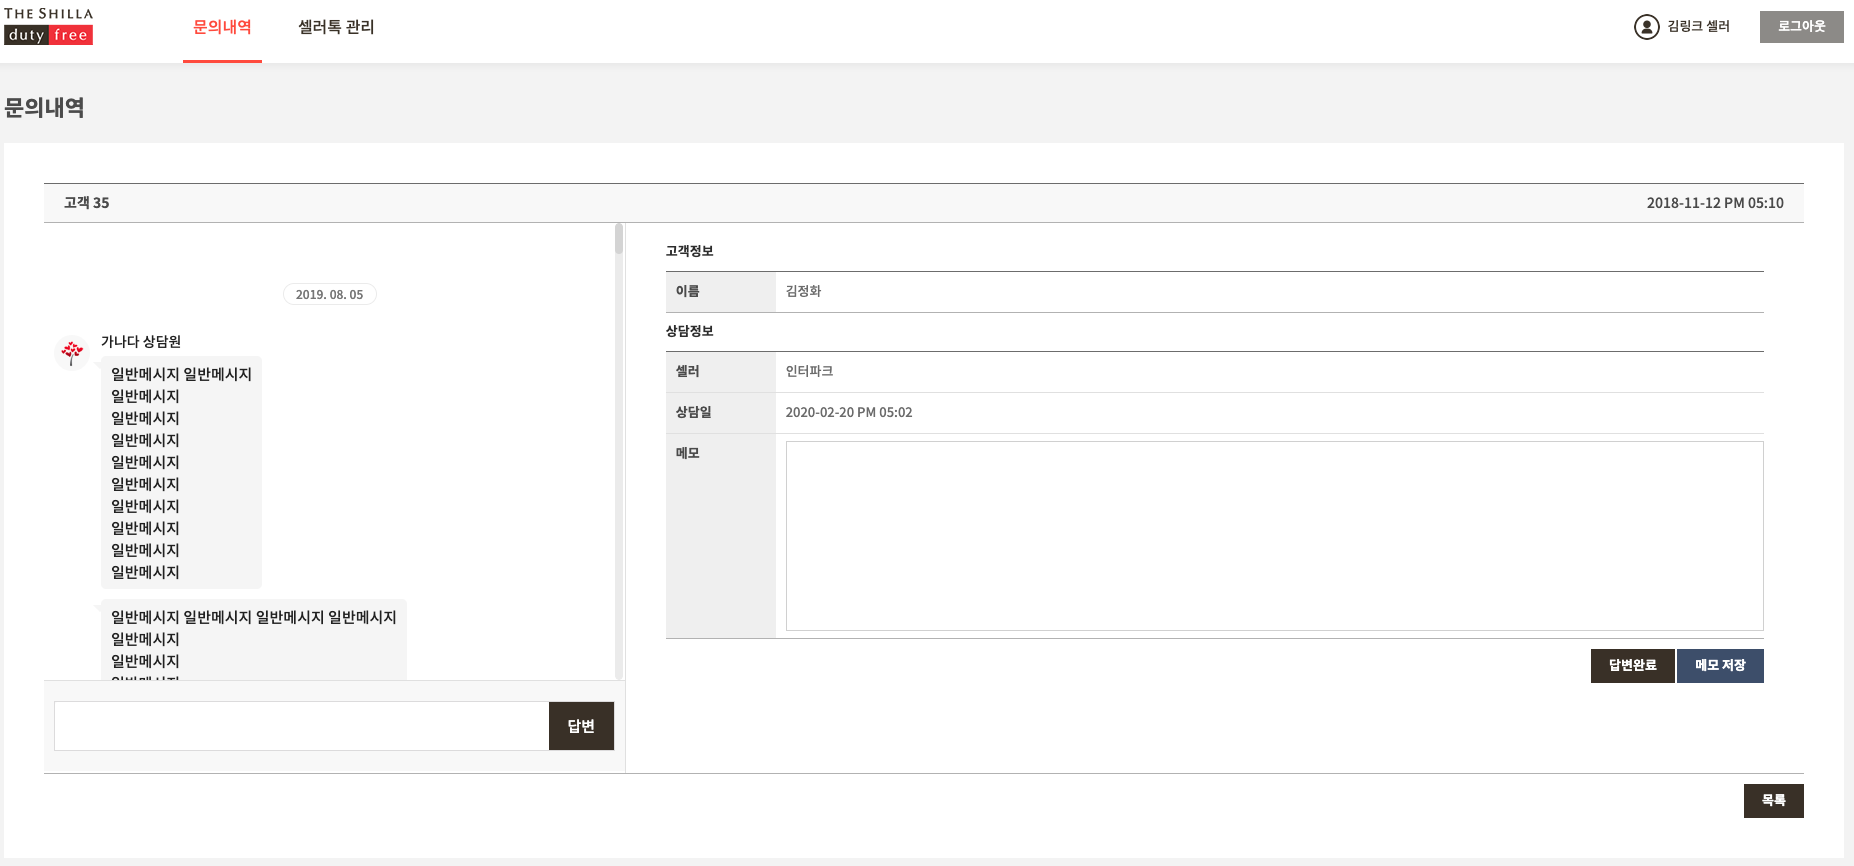 THE SHILLA
duty free
문의내역
셀러톡 관리
김링크 셀러
로그아웃
문의내역
고객 35
2018-11-12 PM 05:10
2019. 08. 05
가나다 상담원
일반메시지 일반메시지
일반메시지
일반메시지
일반메시지
일반메시지
일반메시지
일반메시지
일반메시지
일반메시지
일반메시지
일반메시지 일반메시지 일반메시지 일반메시지
일반메시지
일반메시지
일반메시지
답변
고객정보
이름
김정화
상담정보
셀러
인터파크
상담일
2020-02-20 PM 05:02
메모
답변완료
메모 저장
목록